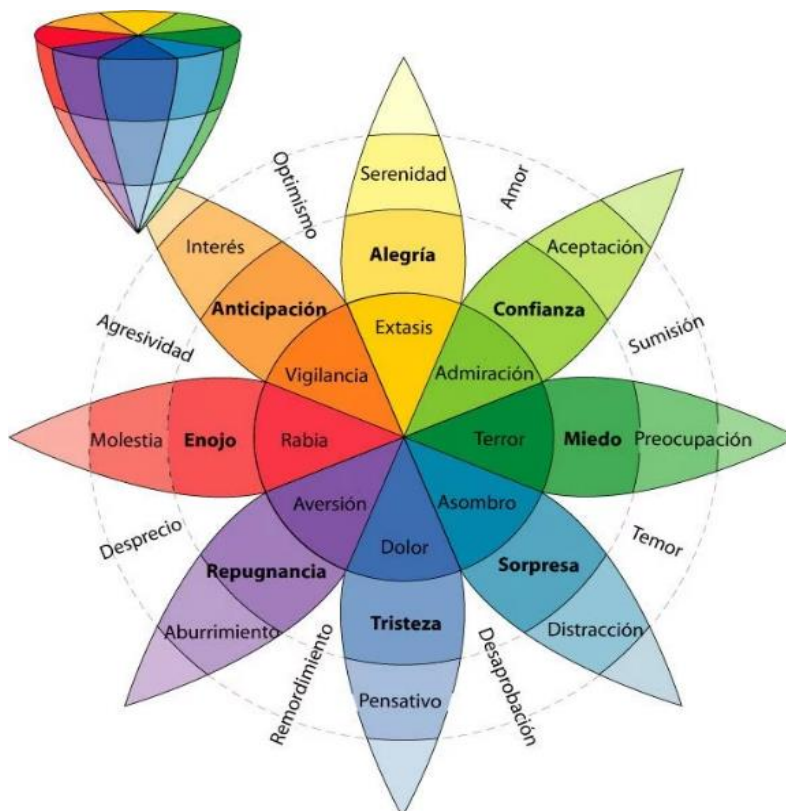 Optimismo
Serenidad
Amor
Interés
Aceptación
Alegría
Anticipación
Confianza
Agresividad
Extasis
Sumisión
Vigilancia
Admiración
Molestia
Enojo
Rabia
Terror
Miedo
Preocupación
Aversión
Asombro
Desprecio
Dolor
Temor
Repugnancia
Sorpresa
Aburrimiento
Tristeza
Distracción
Remordimiento
Pensativo
Desaprobación